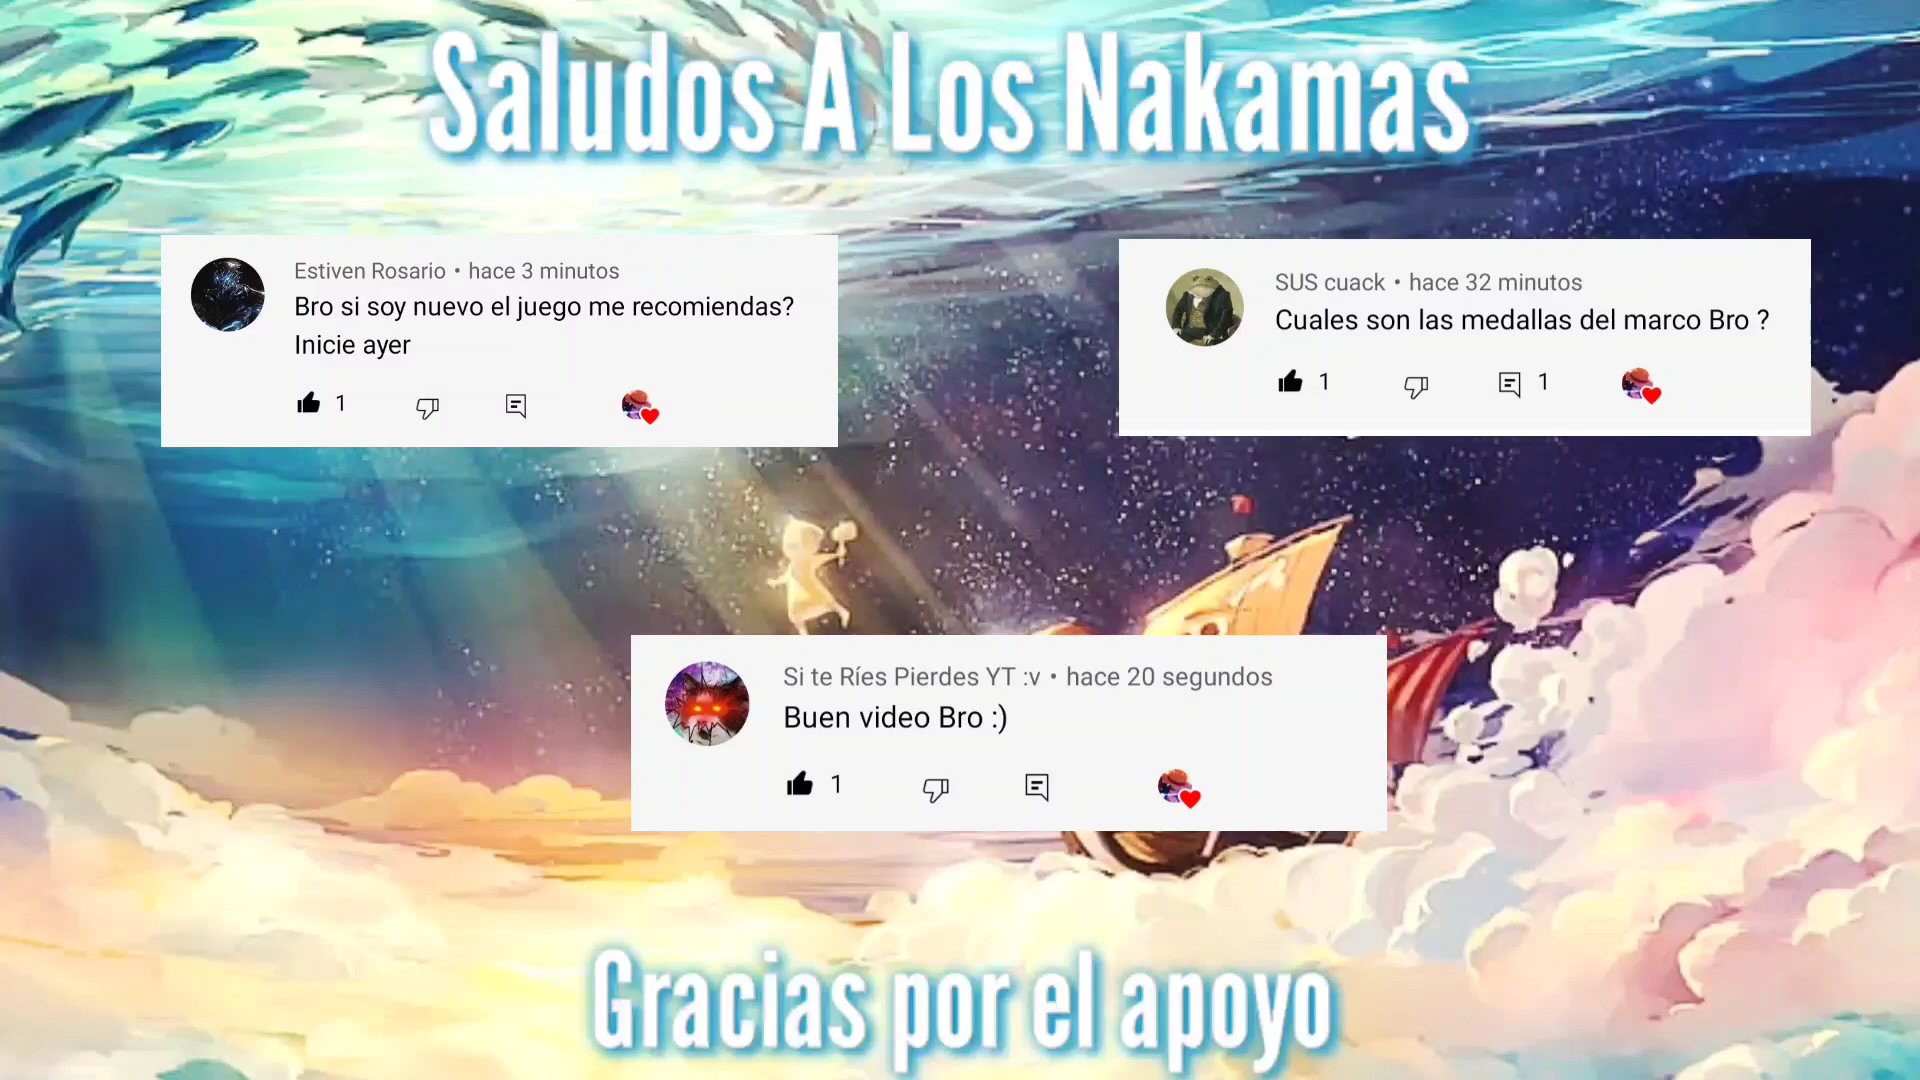 Saludos A Los Nakamas
Estiven Rosario • hace 3 minutos
Bro si soy nuevo el juego me recomiendas?
Inicie ayer
1
SUS cuack • hace 32 minutos
Cuales son las medallas del marco Bro ?
1 1
Si te Ríes Pierdes YT :v • hace 20 segundos
Buen video Bro :)
1
Gracias por el apoyo